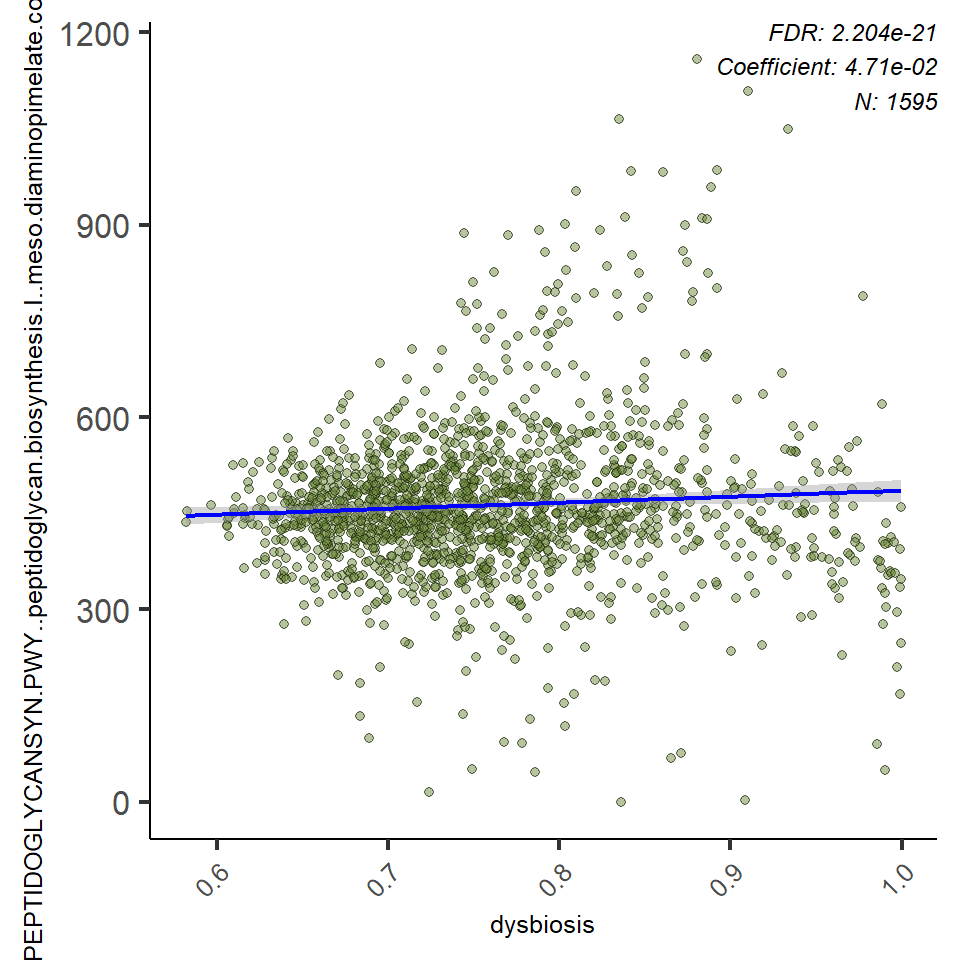 FDR: 2.204e-21
Coefficient: 4.71e-02
N: 1595
PEPTIDOGLYCANSYN.PWY..peptidoglycan.biosynthesis.I..meso.diaminopimelate.co
1200
900
600
300
0
0.6
0.7
0.8
0.9
1.0
dysbiosis